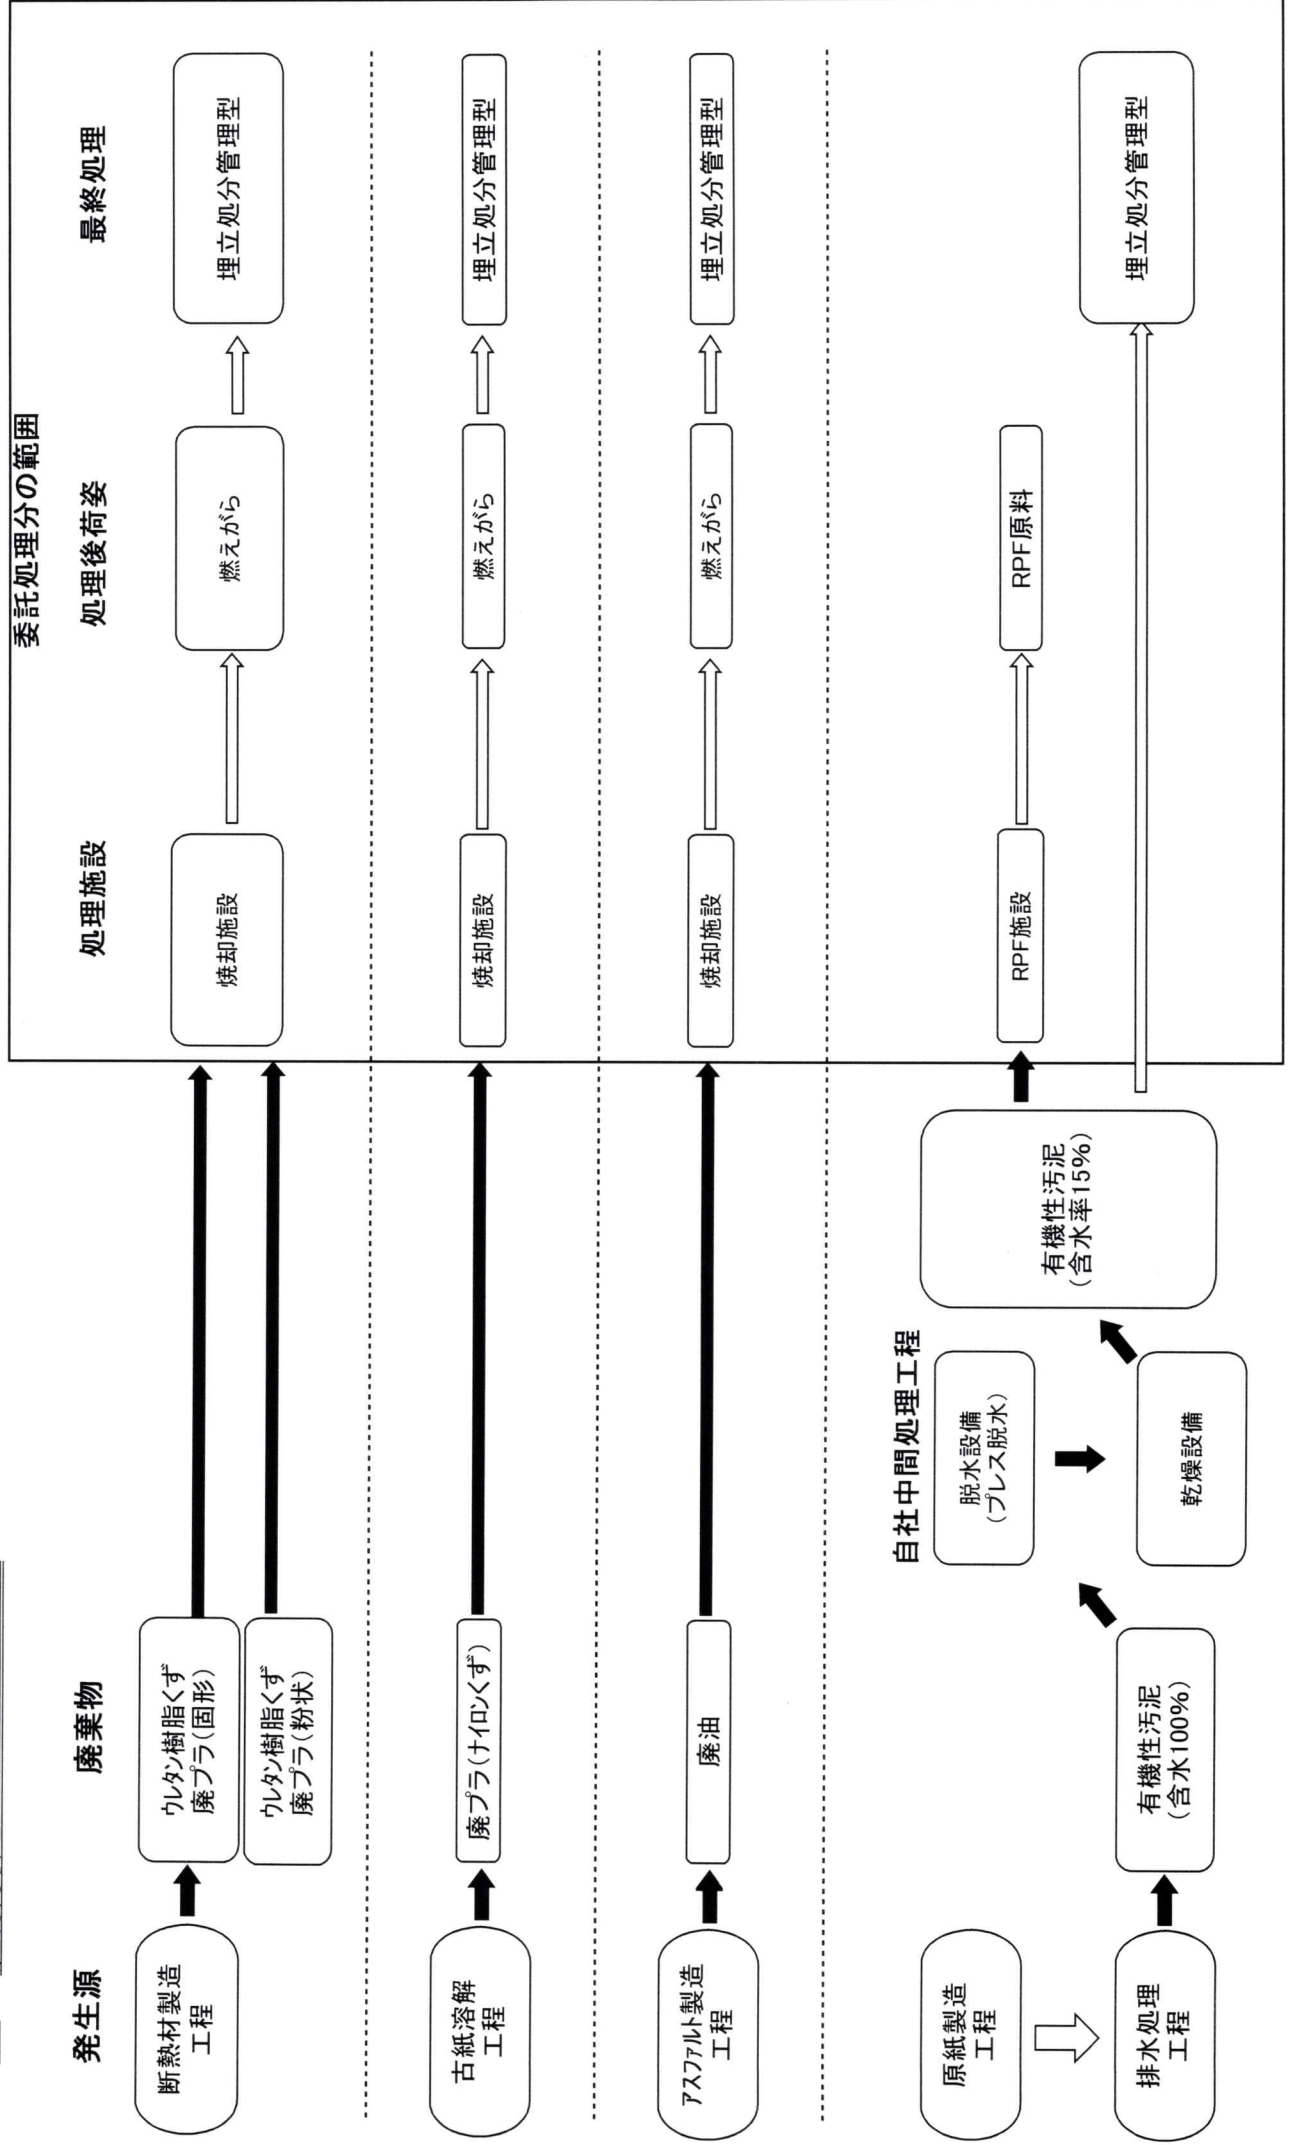 委託処理分の範囲
発生源
廃棄物
処理施設
処理後荷姿
最終処理
断熱材製造
工程
ウレタン樹脂くず
廃プラ(固形)
ウレタン樹脂くず
廃プラ(粉状)
焼却施設
燃えがら
埋立処分管理型
古紙溶解
工程
廃プラ(ナイロンくず)
焼却施設
燃えがら
埋立処分管理型
アスファルト製造
工程
廃油
焼却施設
燃えがら
埋立処分管理型
自社中間処理工程
原紙製造
工程
排水処理
工程
有機性汚泥
(含水100%)
脱水設備
(プレス脱水)
乾燥設備
有機性汚泥
(含水率15%)
RPF施設
RPF原料
埋立処分管理型